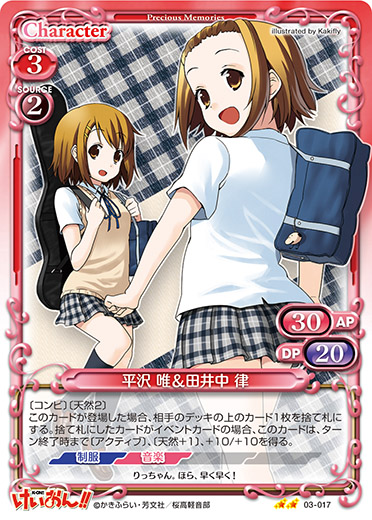 Precious Memories
Character
illustrated by Kakifly
COST
3
SOURCE
2
30 AP
DP 20
平沢 唯&田井中 律
〔コンビ〕〔天然2〕
このカードが登場した場合、相手のデッキの上のカード1枚を捨て札に
する。捨て札にしたカードがイベントカードの場合、このカードは、ター
ン終了時まで〔アクティブ〕、〔天然+1〕、+10/+10を得る。
制服 音楽
りっちゃん。ほら、早く早く!
けいおん!!
©かきふらい・芳文社/桜高軽音部
03-017